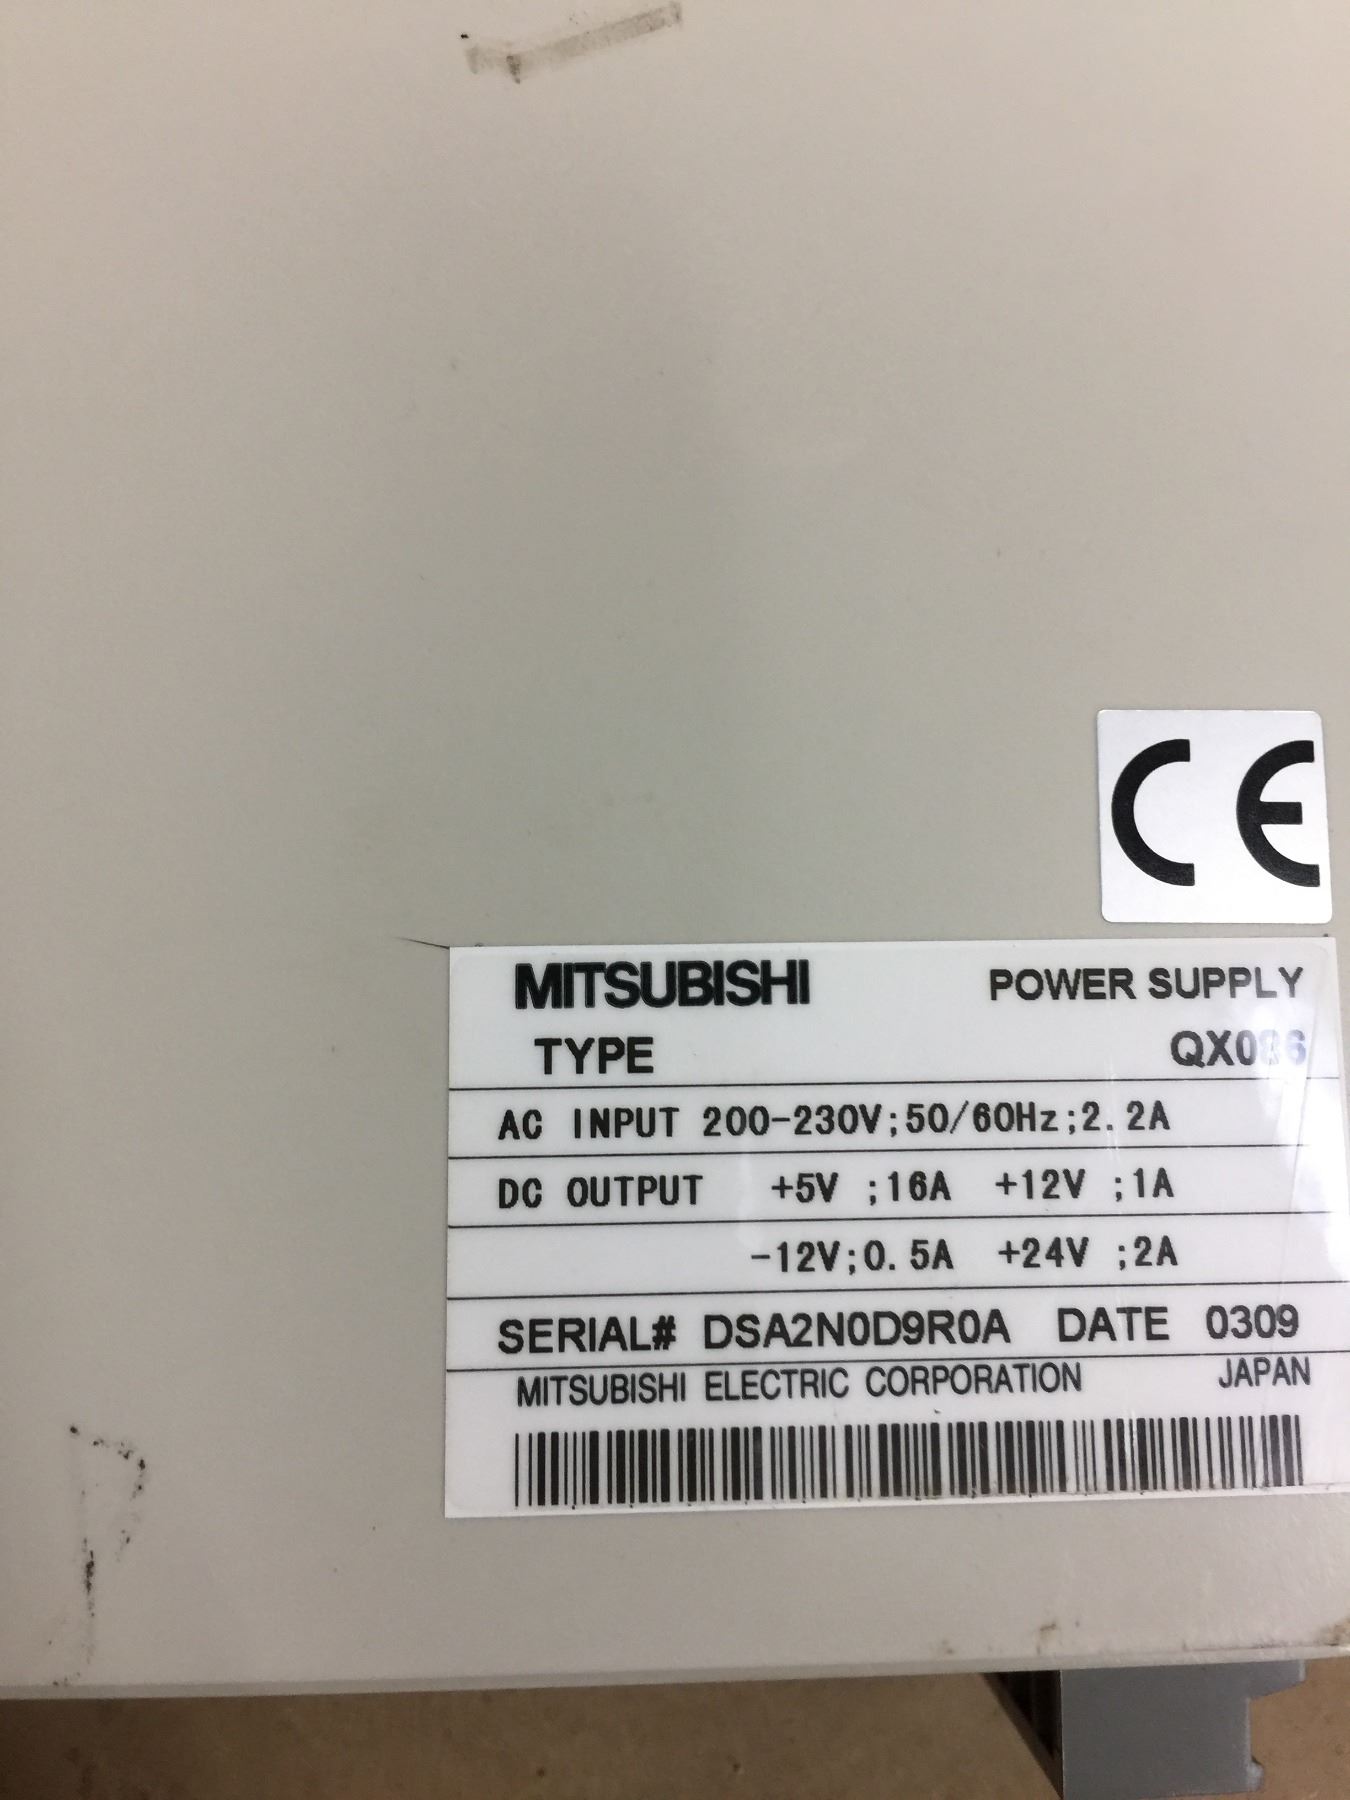 CE
MITSUBISHI POWER SUPPLY
TYPE
AC INPUT 200-230V;50/60Hz;2.2A
DC OUTPUT +5V ;16A +12V ;1A
-12V;0.5A +24V ;2A
SERIAL# DSA2N0D9R0A DATE 0309
MITSUBISHI ELECTRIC CORPORATION JAPAN